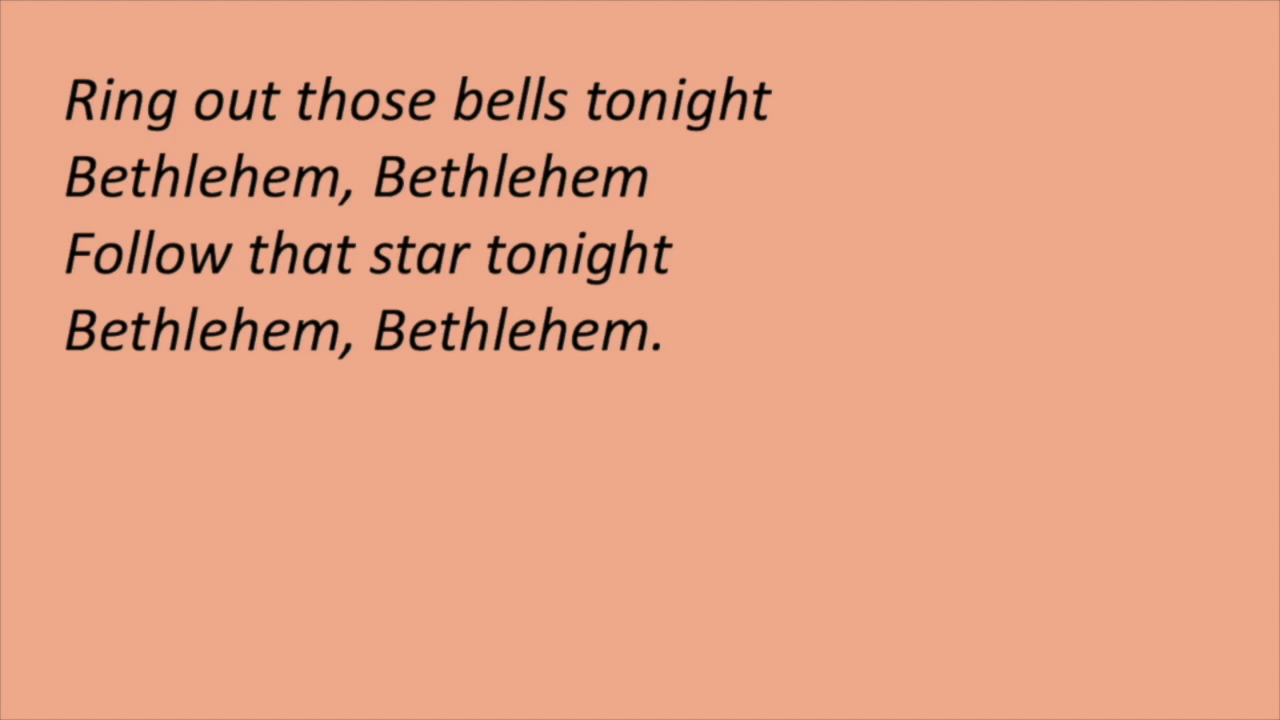 Ring out those bells tonight
Bethlehem, Bethlehem
Follow that star tonight
Bethlehem, Bethlehem.